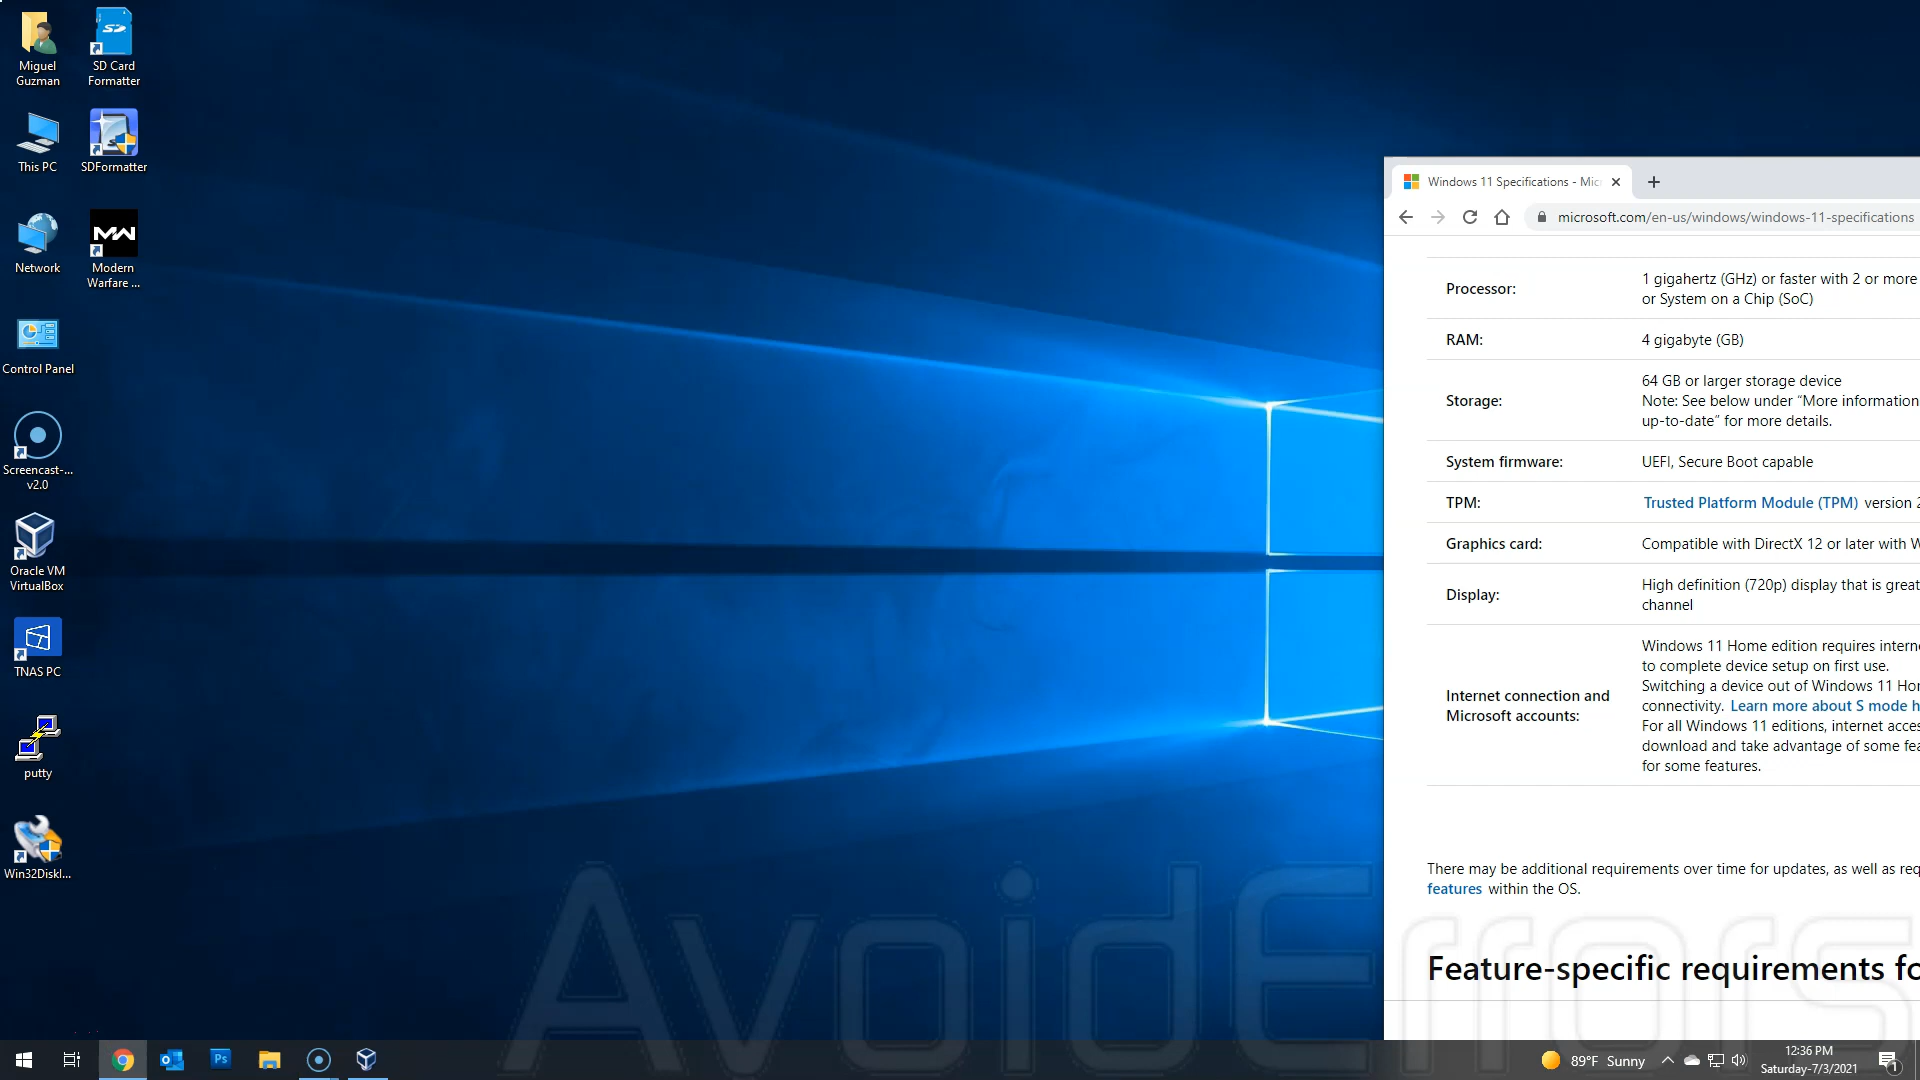 Miguel
Guzman
SD Card
Formatter
This PC
SDFormatter
Network
MW
Modern
Warfare ...
Control Panel
Screencast-...
v2.0
Oracle VM
VirtualBox
TNAS PC
putty
Win32DiskI...
Windows 11 Specifications - Mic
microsoft.com/en-us/windows/windows-11-specifications
Processor:
1 gigahertz (GHz) or faster with 2 or more
or System on a Chip (SoC)
RAM:
4 gigabyte (GB)
Storage:
64 GB or larger storage device
Note: See below under “More information
up-to-date” for more details.
System firmware:
UEFI, Secure Boot capable
TPM:
Trusted Platform Module (TPM) version
Graphics card:
Compatible with DirectX 12 or later with W
Display:
High definition (720p) display that is great
channel
Internet connection and
Microsoft accounts:
Windows 11 Home edition requires intern
to complete device setup on first use.
Switching a device out of Windows 11 Hor
connectivity. Learn more about S mode h
For all Windows 11 editions, internet acces
download and take advantage of some fea
for some features.
There may be additional requirements over time for updates, as well as req
features within the OS.
Feature-specific requirements fo
AvoidErrors
Ps
89°F Sunny
12:36 PM
Saturday-7/3/2021
1